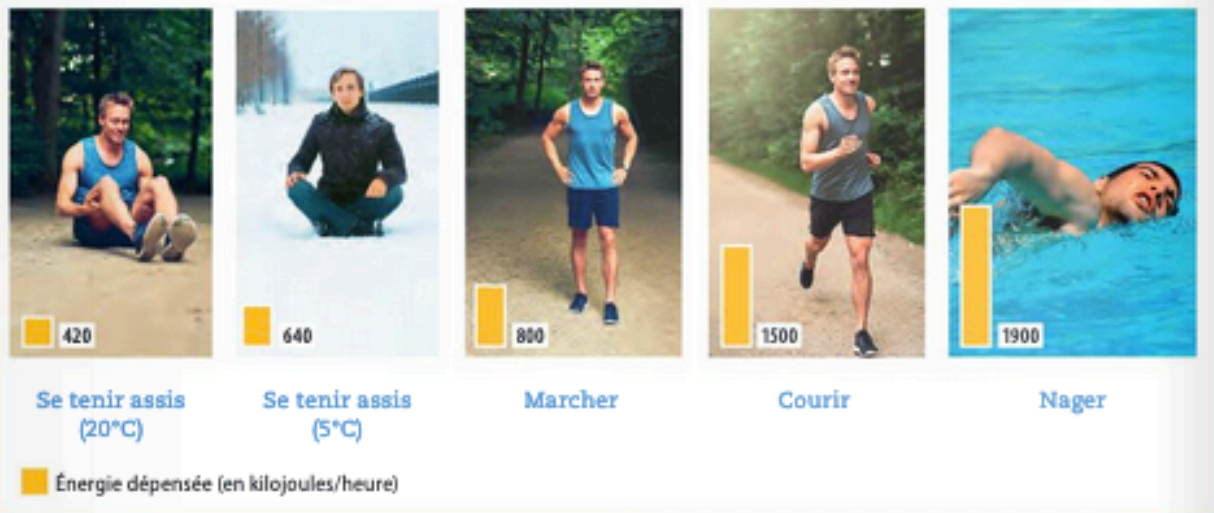 420
640
800
1500
1900
Se tenir assis
(20°C)
Se tenir assis
(5°C)
Marcher
Courir
Nager
Énergie dépensée (en kilojoules/heure)